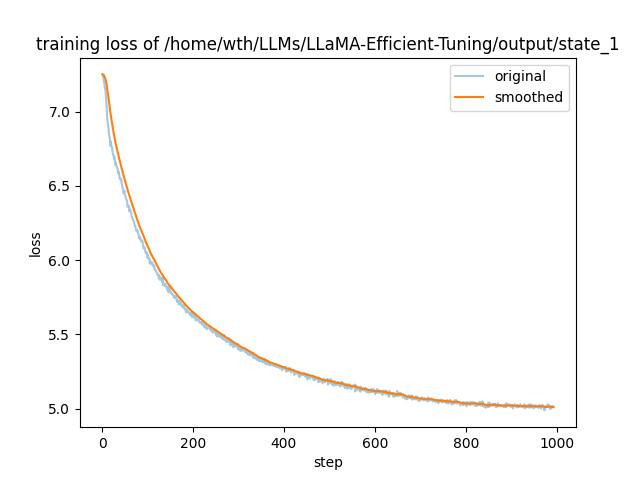 training loss of /home/wth/LLMs/LLaMA-Efficient-Tuning/output/state_1
original
smoothed
7.0
6.5
6.0
5.5
5.0
loss
0
200
400
600
800
1000
step